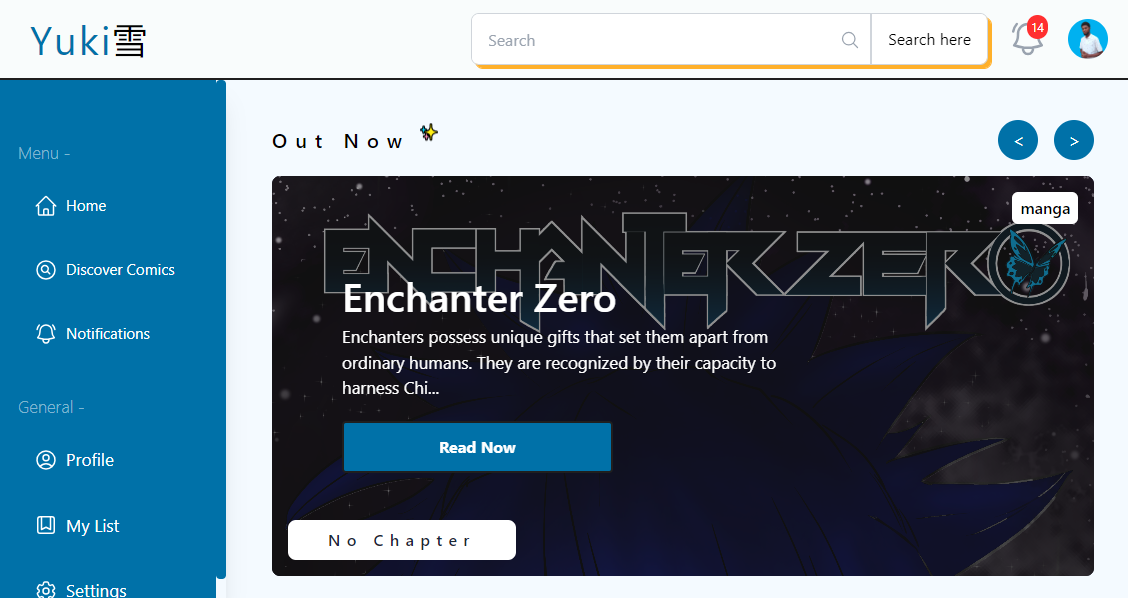 Yuki雪
Search
Search here
14
Menu -
Home
Discover Comics
Notifications
General -
Profile
My List
Settings
Out Now
<
>
manga
ENCHANTER ZERO
Enchanter Zero
Enchanters possess unique gifts that set them apart from
ordinary humans. They are recognized by their capacity to
harness Chi...
Read Now
No Chapter